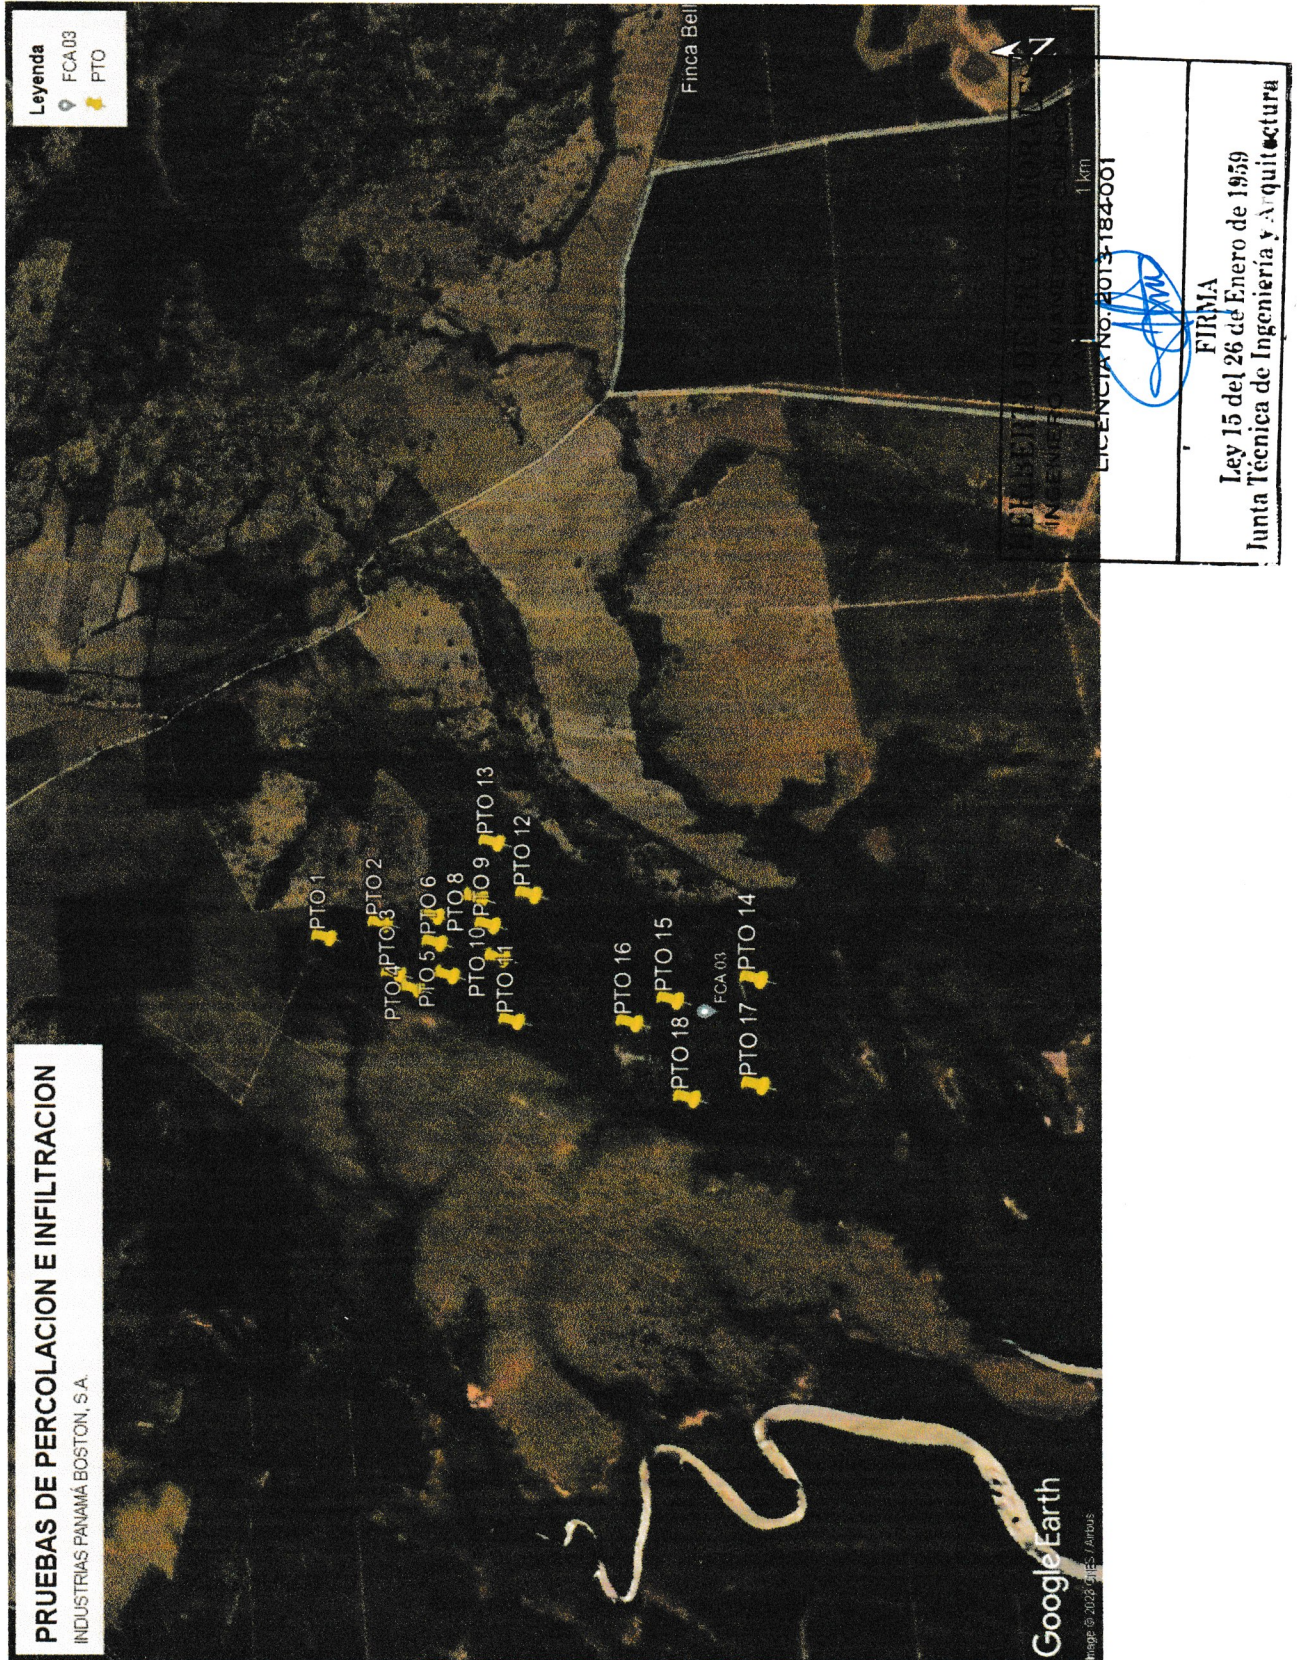 PRUEBAS DE PERCOLACION E INFILTRACION
INDUSTRIAS PANAMÁ BOSTON, S.A.
Leyenda
FCA 03
PTO
PTO 1
PTO 2
PTO 3
PTO 4
PTO 5
PTO 6
PTO 8
PTO 9
PTO 10
PTO 11
PTO 12
PTO 13
PTO 16
PTO 15
PTO 18
FCA 03
PTO 14
PTO 17
Finca Bell
N
1 km
Google Earth
Image © 2023 CNES / Airbus
LICENCIA No. 2013-184-001
FIRMA
Ley 15 del 26 de Enero de 1959
Junta Técnica de Ingeniería y Arquitectura